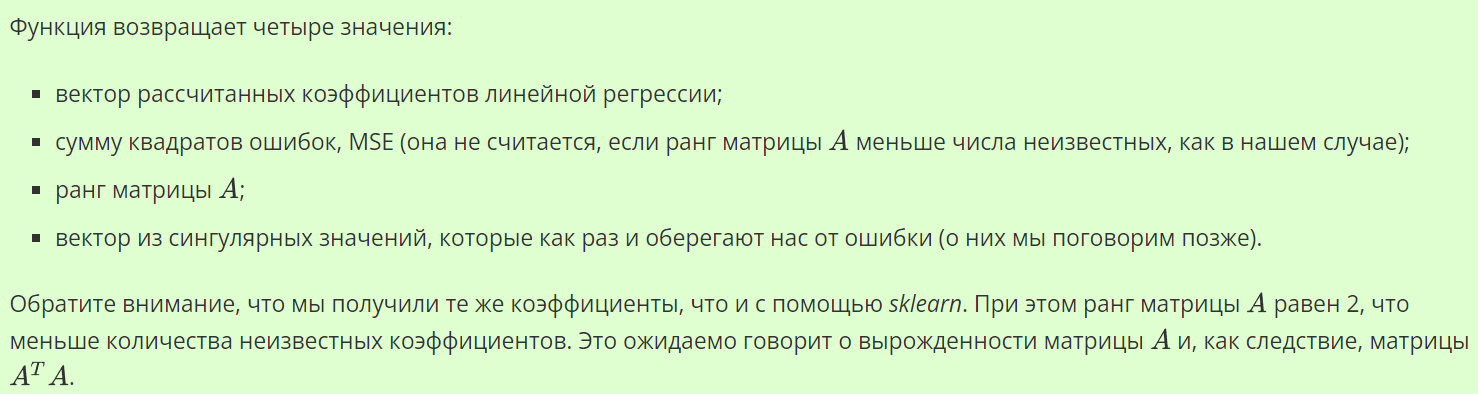 Функция возвращает четыре значения:
▪ вектор рассчитанных коэффициентов линейной регрессии;
▪ сумму квадратов ошибок, MSE (она не считается, если ранг матрицы A меньше числа неизвестных, как в нашем случае);
▪ ранг матрицы A;
▪ вектор из сингулярных значений, которые как раз и оберегают нас от ошибки (о них мы поговорим позже).
Обратите внимание, что мы получили те же коэффициенты, что и с помощью sklearn. При этом ранг матрицы A равен 2, что
меньше количества неизвестных коэффициентов. Это ожидаемо говорит о вырожденности матрицы A и, как следствие, матрицы
A^T A.